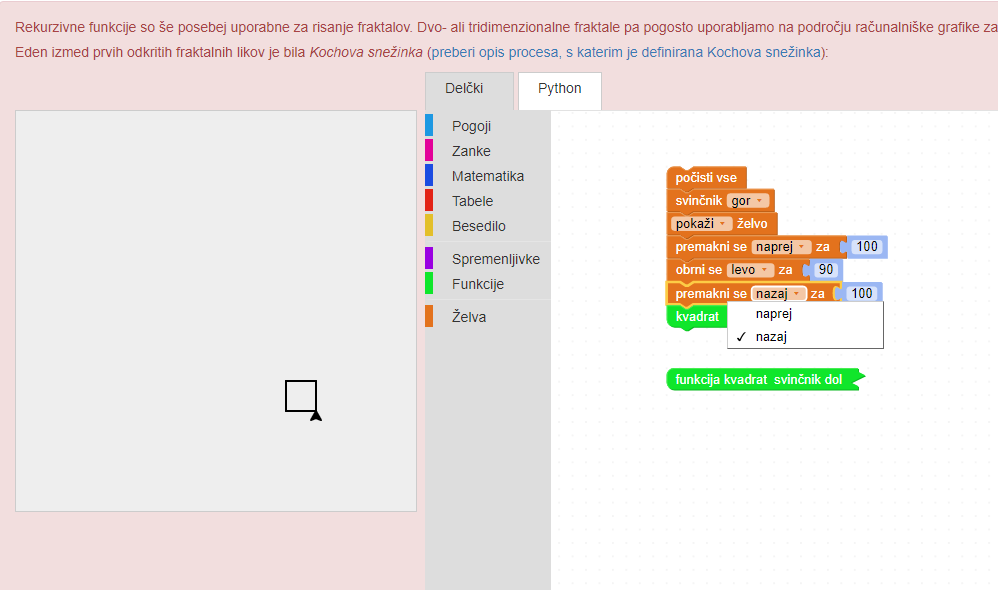 Rekurzivne funkcije so še posebej uporabne za risanje fraktalov. Dvo- ali tridimenzionalne fraktale pa pogosto uporabljamo na področju računalniške grafike za
Eden izmed prvih odkritih fraktalnih likov je bila Kochova snežinka (preberi opis procesa, s katerim je definirana Kochova snežinka):
Delčki
Python
Pogoji
Zanke
Matematika
Tabele
Besedilo
Spremenljivke
Funkcije
Želva
počisti vse
svinčnik gor
pokaži želvo
premakni se naprej za 100
obrni se levo za 90
premakni se nazaj za 100
kvadrat
naprej
✓ nazaj
funkcija kvadrat svinčnik dol